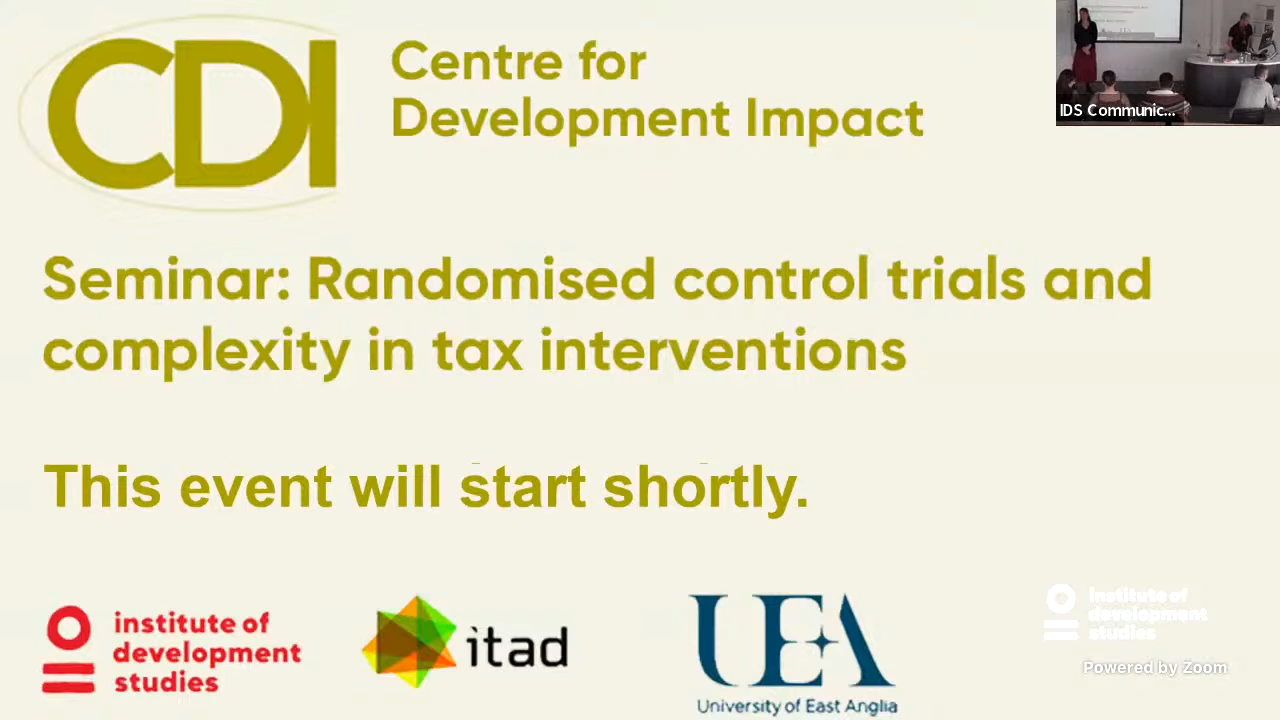 CDI
Centre for
Development Impact
IDS Communic...
Seminar: Randomised control trials and
complexity in tax interventions
This event will start shortly.
institute of
development
studies
itad
UEA
University of East Anglia
institute of
development
studies
Powered by Zoom